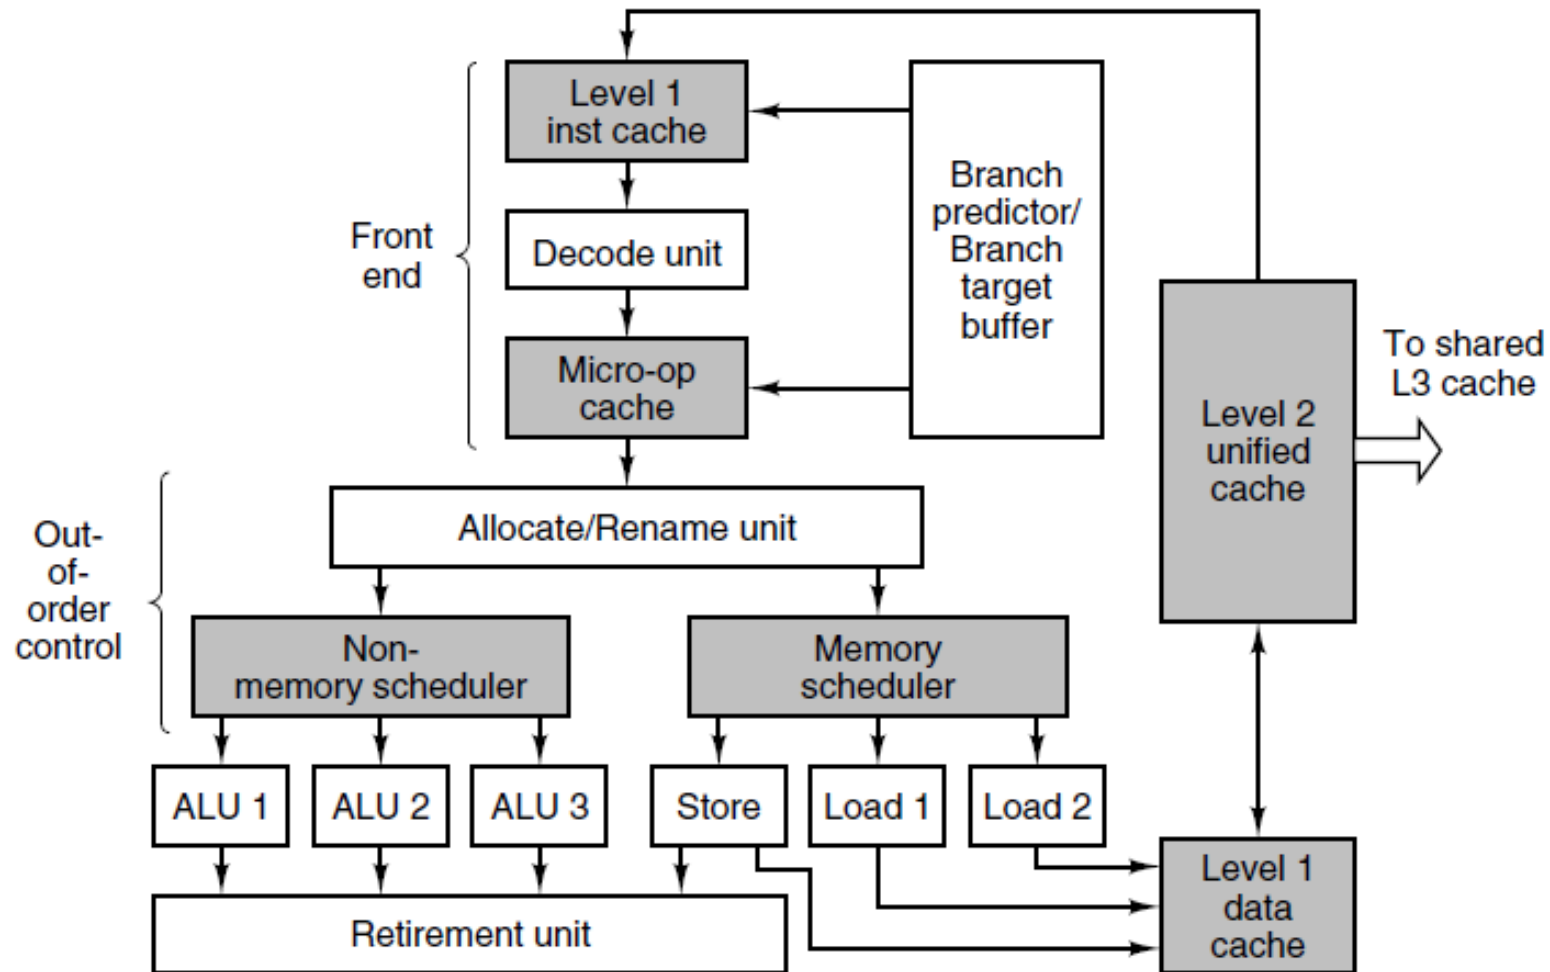 Level 1
inst cache
Branch
predictor/
Branch
target
buffer
Front
end
Decode unit
Micro-op
cache
To shared
L3 cache
Level 2
unified
cache
Out-
of-
order
control
Allocate/Rename unit
Non-
memory scheduler
Memory
scheduler
ALU 1
ALU 2
ALU 3
Store
Load 1
Load 2
Level 1
data
cache
Retirement unit